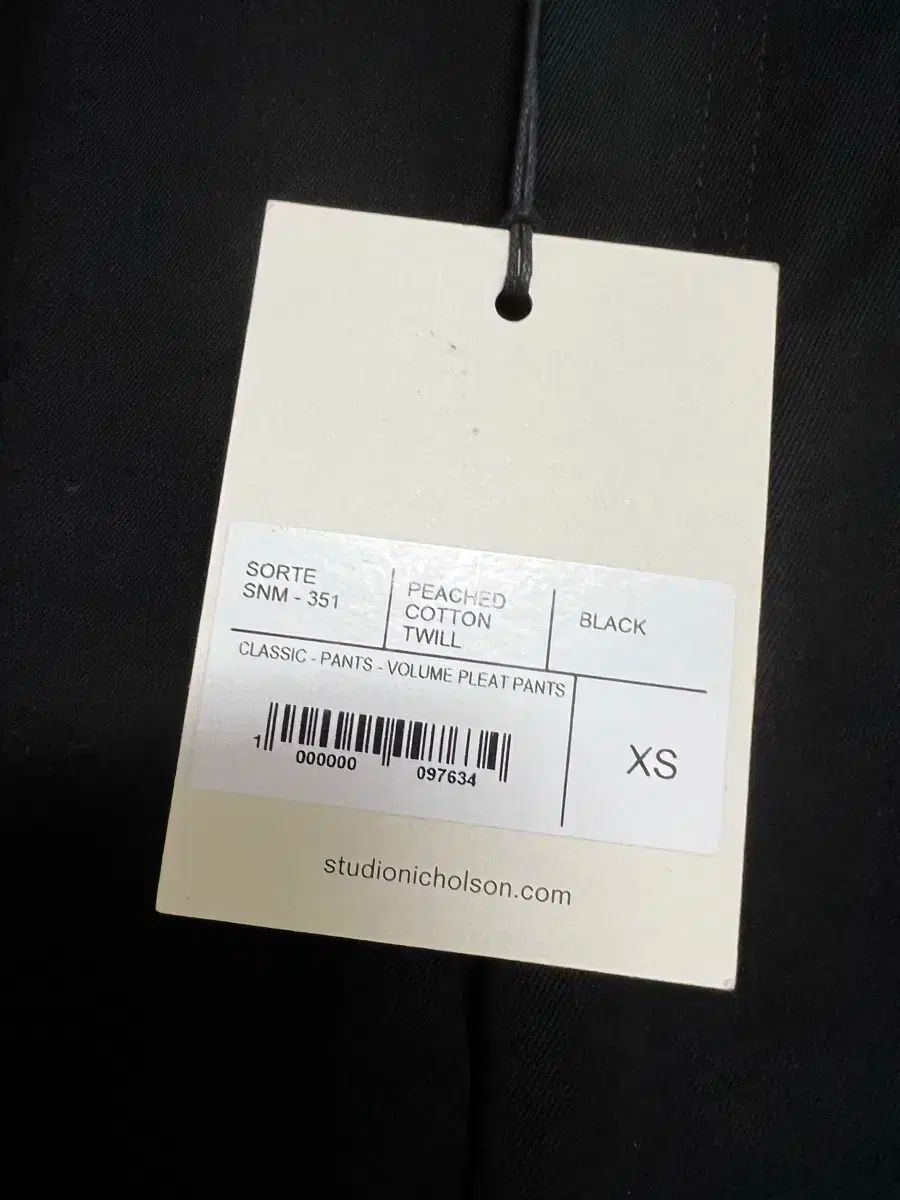 SORTE
SNM - 351
PEACHED
COTTON
TWILL
BLACK
CLASSIC - PANTS - VOLUME PLEAT PANTS
1 000000 097634
XS
studionicholson.com